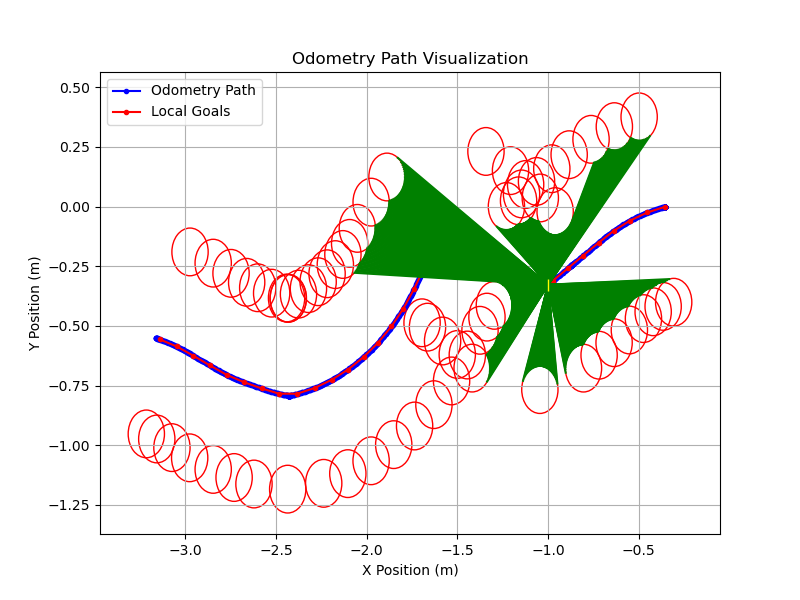 Odometry Path Visualization
Odometry Path
Local Goals
0.50
0.25
0.00
−0.25
−0.50
−0.75
−1.00
−1.25
Y Position (m)
−3.0 −2.5 −2.0 −1.5 −1.0 −0.5
X Position (m)